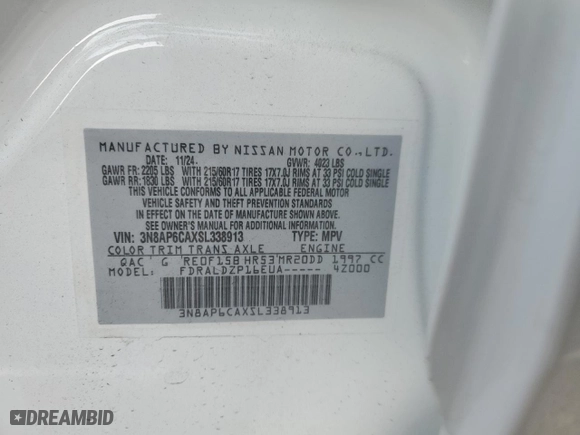 MANUFACTURED BY NISSAN MOTOR CO., LTD.
DATE: 11/24 GVWR: 4023 LBS
GAWR FR: 2205 LBS WITH 215/60R17 TIRES 17X7.0J RIMS AT 33 PSI COLD SINGLE
GAWR RR: 1830 LBS WITH 215/60R17 TIRES 17X7.0J RIMS AT 33 PSI COLD SINGLE
THIS VEHICLE CONFORMS TO ALL APPLICABLE FEDERAL MOTOR
VEHICLE SAFETY AND THEFT PREVENTION STANDARDS
IN EFFECT ON THE DATE OF MANUFACTURE SHOWN ABOVE.
SEE OWNER'S MANUAL FOR ADDITIONAL INFORMATION.
VIN: 3N8AP6CAXSL338913 TYPE: MPV
COLOR TRIM TRANS AXLE ENGINE
QAC G RE0F15B HR53 MR20DD 1997 CC
MODEL: FDRALDZP16EUA----- 4Z000
3N8AP6CAXSL338913
DREAMBID